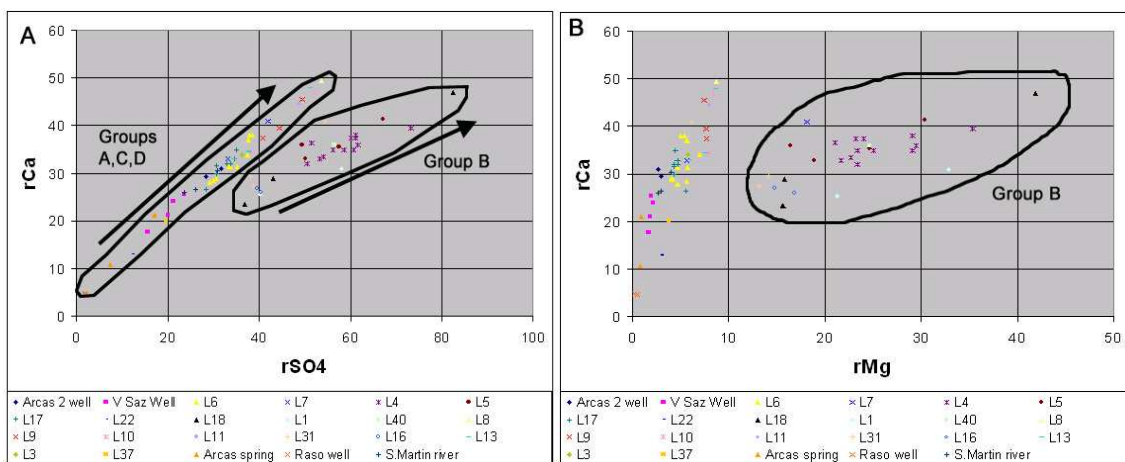 A
60
50
40
30
20
10
0
rCa
Groups
A,C,D
Group B
0 20 40 60 80 100
rSO4
Arcas 2 well V Saz Well L6 L7 L4 L5
L17 L22 L18 L1 L40 L8
L9 L10 L11 L31 L16 L13
L3 L37 Arcas spring Raso well S.Martin river
B
60
50
40
30
20
10
0
rCa
Group B
0 10 20 30 40 50
rMg
Arcas 2 well V Saz Well L6 L7 L4 L5
L17 L22 L18 L1 L40 L8
L9 L10 L11 L31 L16 L13
L3 L37 Arcas spring Raso well S.Martin river